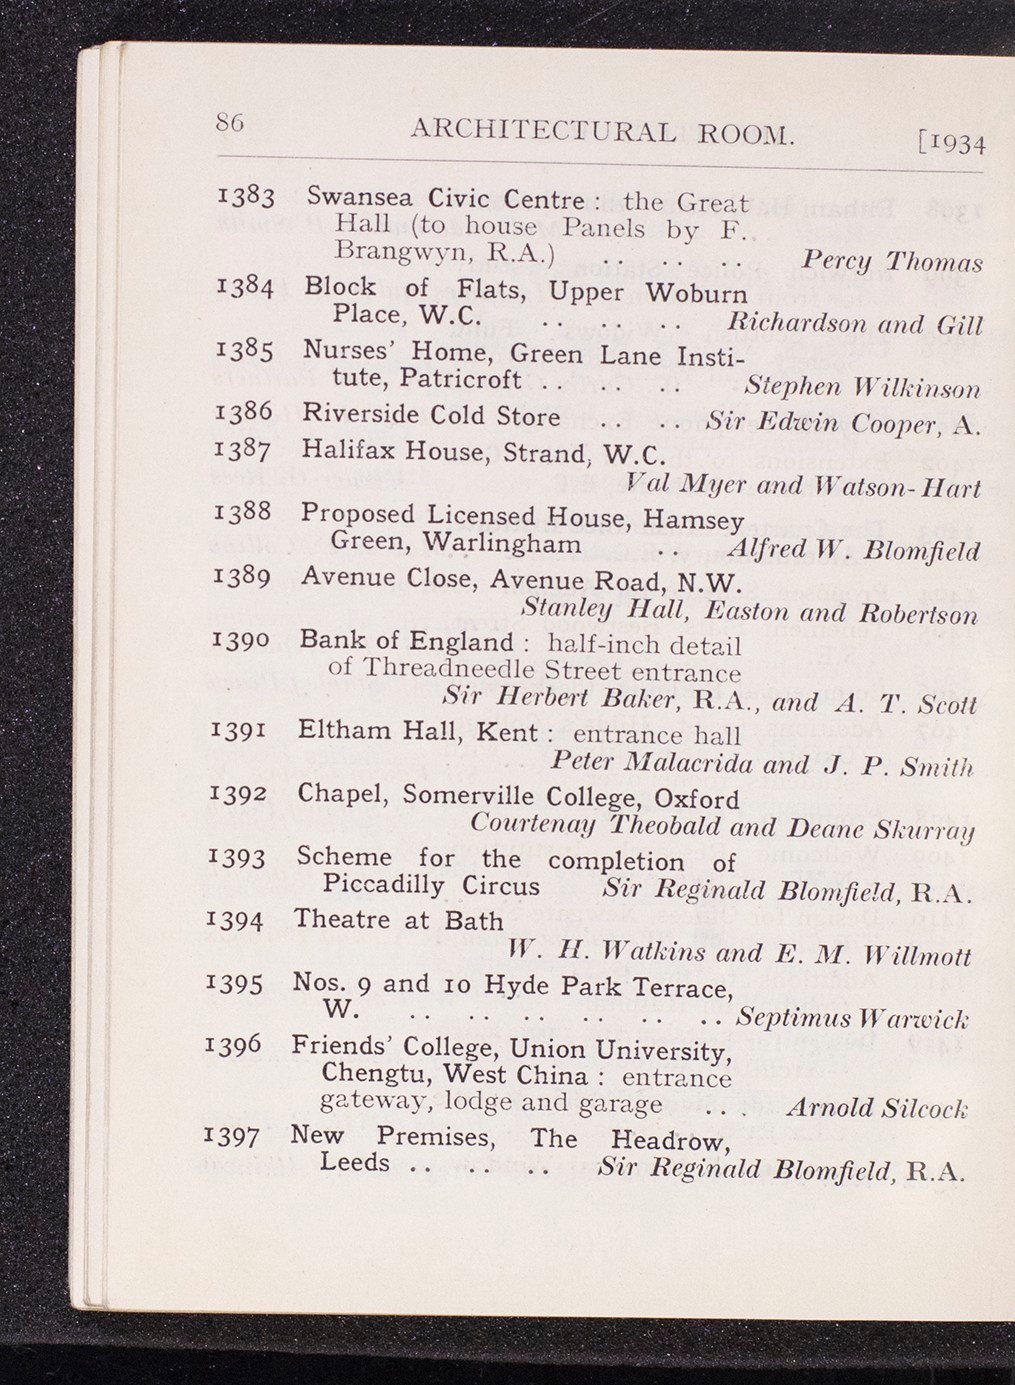 86 ARCHITECTURAL ROOM. [1934
1383 Swansea Civic Centre : the Great
Hall (to house Panels by F.
Brangwyn, R.A.) .. .. .. Percy Thomas
1384 Block of Flats, Upper Woburn
Place, W.C. .. .. .. Richardson and Gill
1385 Nurses' Home, Green Lane Insti-
tute, Patricroft .. .. .. Stephen Wilkinson
1386 Riverside Cold Store .. .. Sir Edwin Cooper, A.
1387 Halifax House, Strand, W.C.
Val Myer and Watson-Hart
1388 Proposed Licensed House, Hamsey
Green, Warlingham .. Alfred W. Blomfield
1389 Avenue Close, Avenue Road, N.W.
Stanley Hall, Easton and Robertson
1390 Bank of England : half-inch detail
of Threadneedle Street entrance
Sir Herbert Baker, R.A., and A. T. Scott
1391 Eltham Hall, Kent : entrance hall
Peter Malacrida and J. P. Smith
1392 Chapel, Somerville College, Oxford
Courtenay Theobald and Deane Skurray
1393 Scheme for the completion of
Piccadilly Circus Sir Reginald Blomfield, R.A.
1394 Theatre at Bath
W. H. Watkins and E. M. Willmott
1395 Nos. 9 and 10 Hyde Park Terrace,
W. .. .. .. .. .. .. Septimus Warwick
1396 Friends' College, Union University,
Chengtu, West China : entrance
gateway, lodge and garage .. . Arnold Silcock
1397 New Premises, The Headrow,
Leeds .. .. .. Sir Reginald Blomfield, R.A.